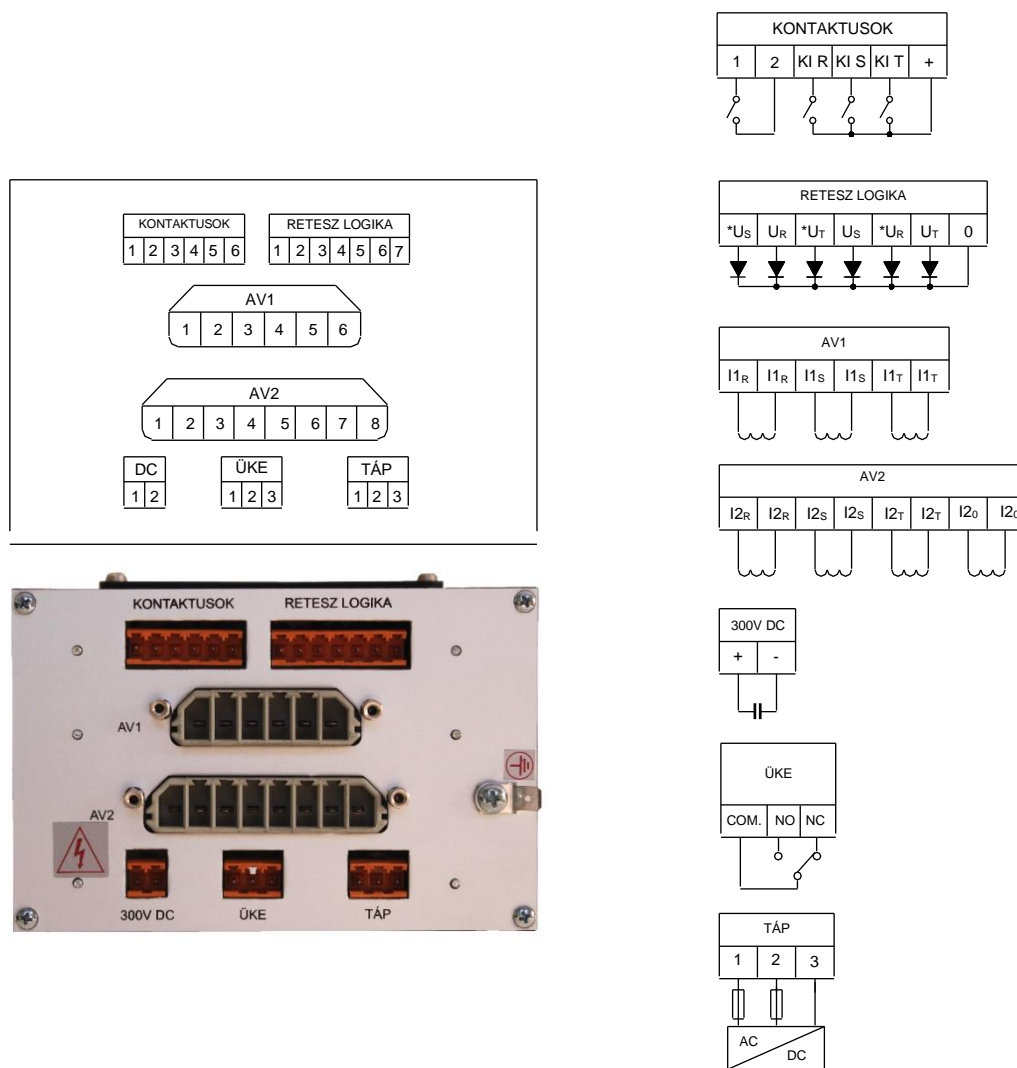 KONTAKTUSOK
1 2 3 4 5 6
RETESZ LOGIKA
1 2 3 4 5 6 7
AV1
1 2 3 4 5 6
AV2
1 2 3 4 5 6 7 8
DC
1 2
ÜKE
1 2 3
TÁP
1 2 3
KONTAKTUSOK RETESZ LOGIKA
AV1
AV2
300V DC ÜKE TÁP
KONTAKTUSOK
1 2 KI R KI S KI T +
RETESZ LOGIKA
*US UR *UT US *UR UT 0
AV1
I1R I1R I1S I1S I1T I1T
AV2
I2R I2R I2S I2S I2T I2T I20 I20
300V DC
+ -
ÜKE
COM. NO NC
TÁP
1 2 3
AC
DC